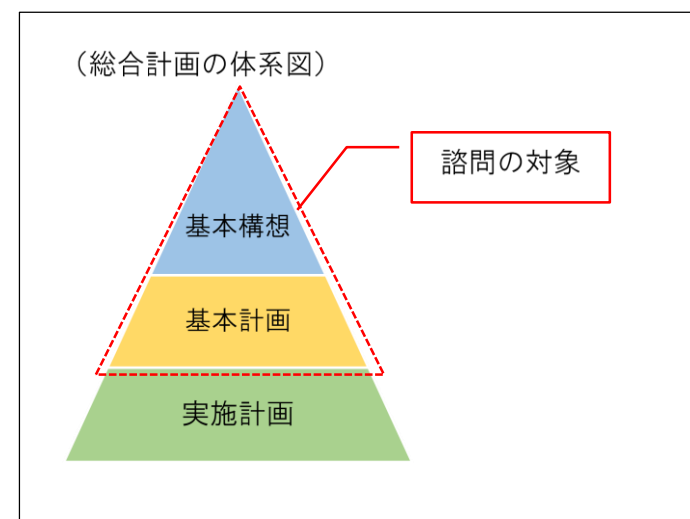 （総合計画の体系図）
諮問の対象
基本構想
基本計画
実施計画